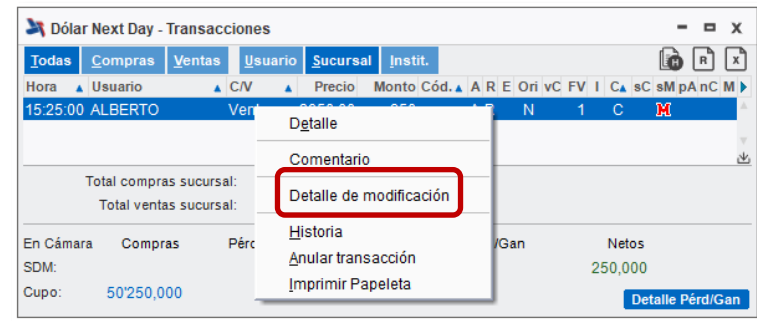 Dólar Next Day - Transacciones
Todas Compras Ventas Usuario Sucursal Instit.
Hora Usuario C/V Precio Monto Cód. A R E Ori vC FV I C sC sM pA nC M
15:25:00 ALBERTO N 1 C M
Detalle
Comentario
Total compras sucursal:
Detalle de modificación
Total ventas sucursal:
Historia
En Cámara Compras Netos
Anular transacción
SDM: 250,000
Imprimir Papeleta
Cupo: 50'250,000 Detalle Pérd/Gan